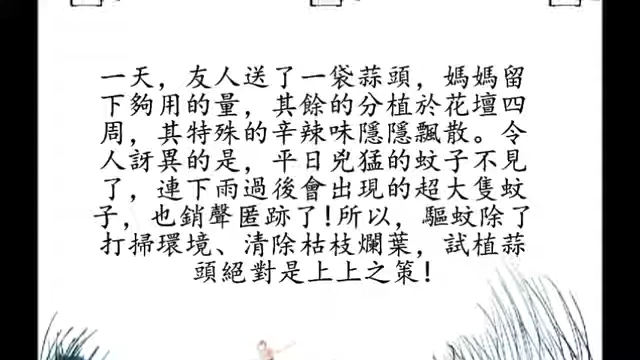 一天，友人送了一袋蒜頭，媽媽留
下夠用的量，其餘的分植於花壇四
周，其特殊的辛辣味隱隱飄散。令
人訝異的是，平日兇猛的蚊子不見
了，連下雨過後會出現的超大隻蚊
子，也銷聲匿跡了!所以，驅蚊除了
打掃環境、清除枯枝爛葉，試植蒜
頭絕對是上上之策!